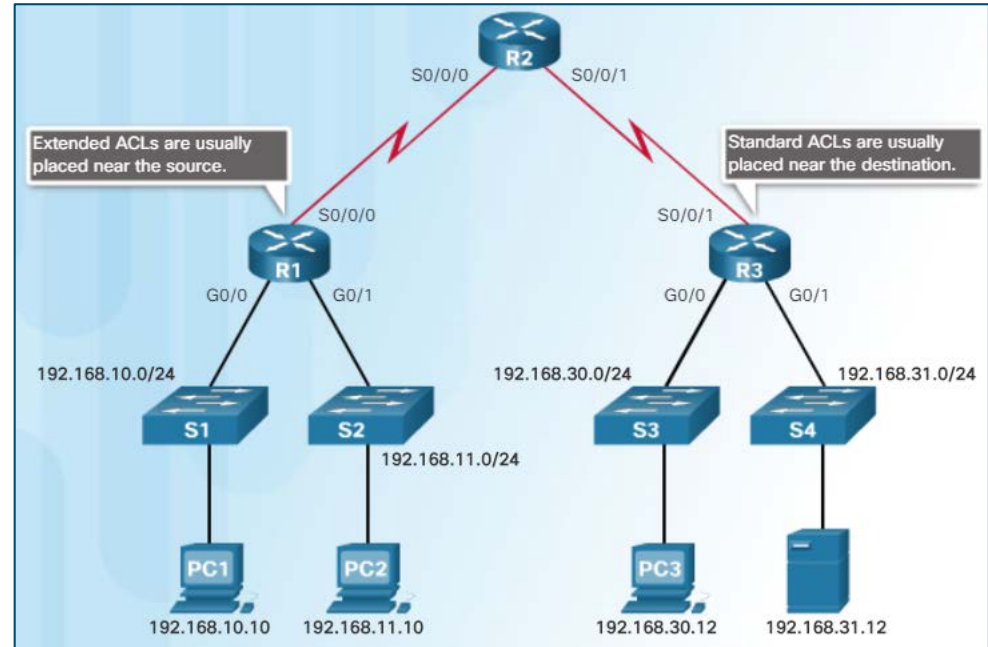 R2
S0/0/0
S0/0/1
Extended ACLs are usually
placed near the source.
Standard ACLs are usually
placed near the destination.
S0/0/0
S0/0/1
R1
R3
G0/0
G0/1
G0/0
G0/1
192.168.10.0/24
192.168.30.0/24
192.168.31.0/24
S1
S2
S3
S4
192.168.11.0/24
PC1
PC2
PC3
192.168.10.10
192.168.11.10
192.168.30.12
192.168.31.12